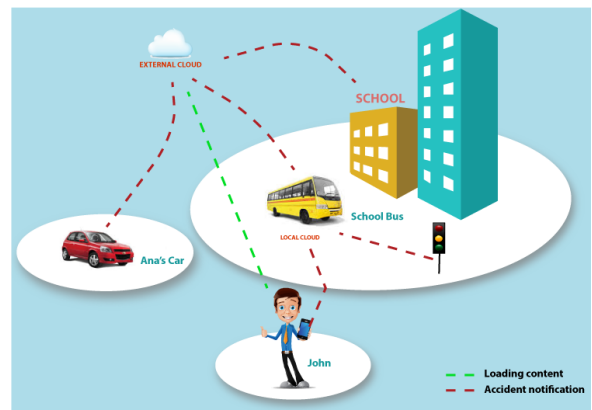 EXTERNAL CLOUD
SCHOOL
School Bus
LOCAL CLOUD
Ana's Car
John
Loading content
Accident notification